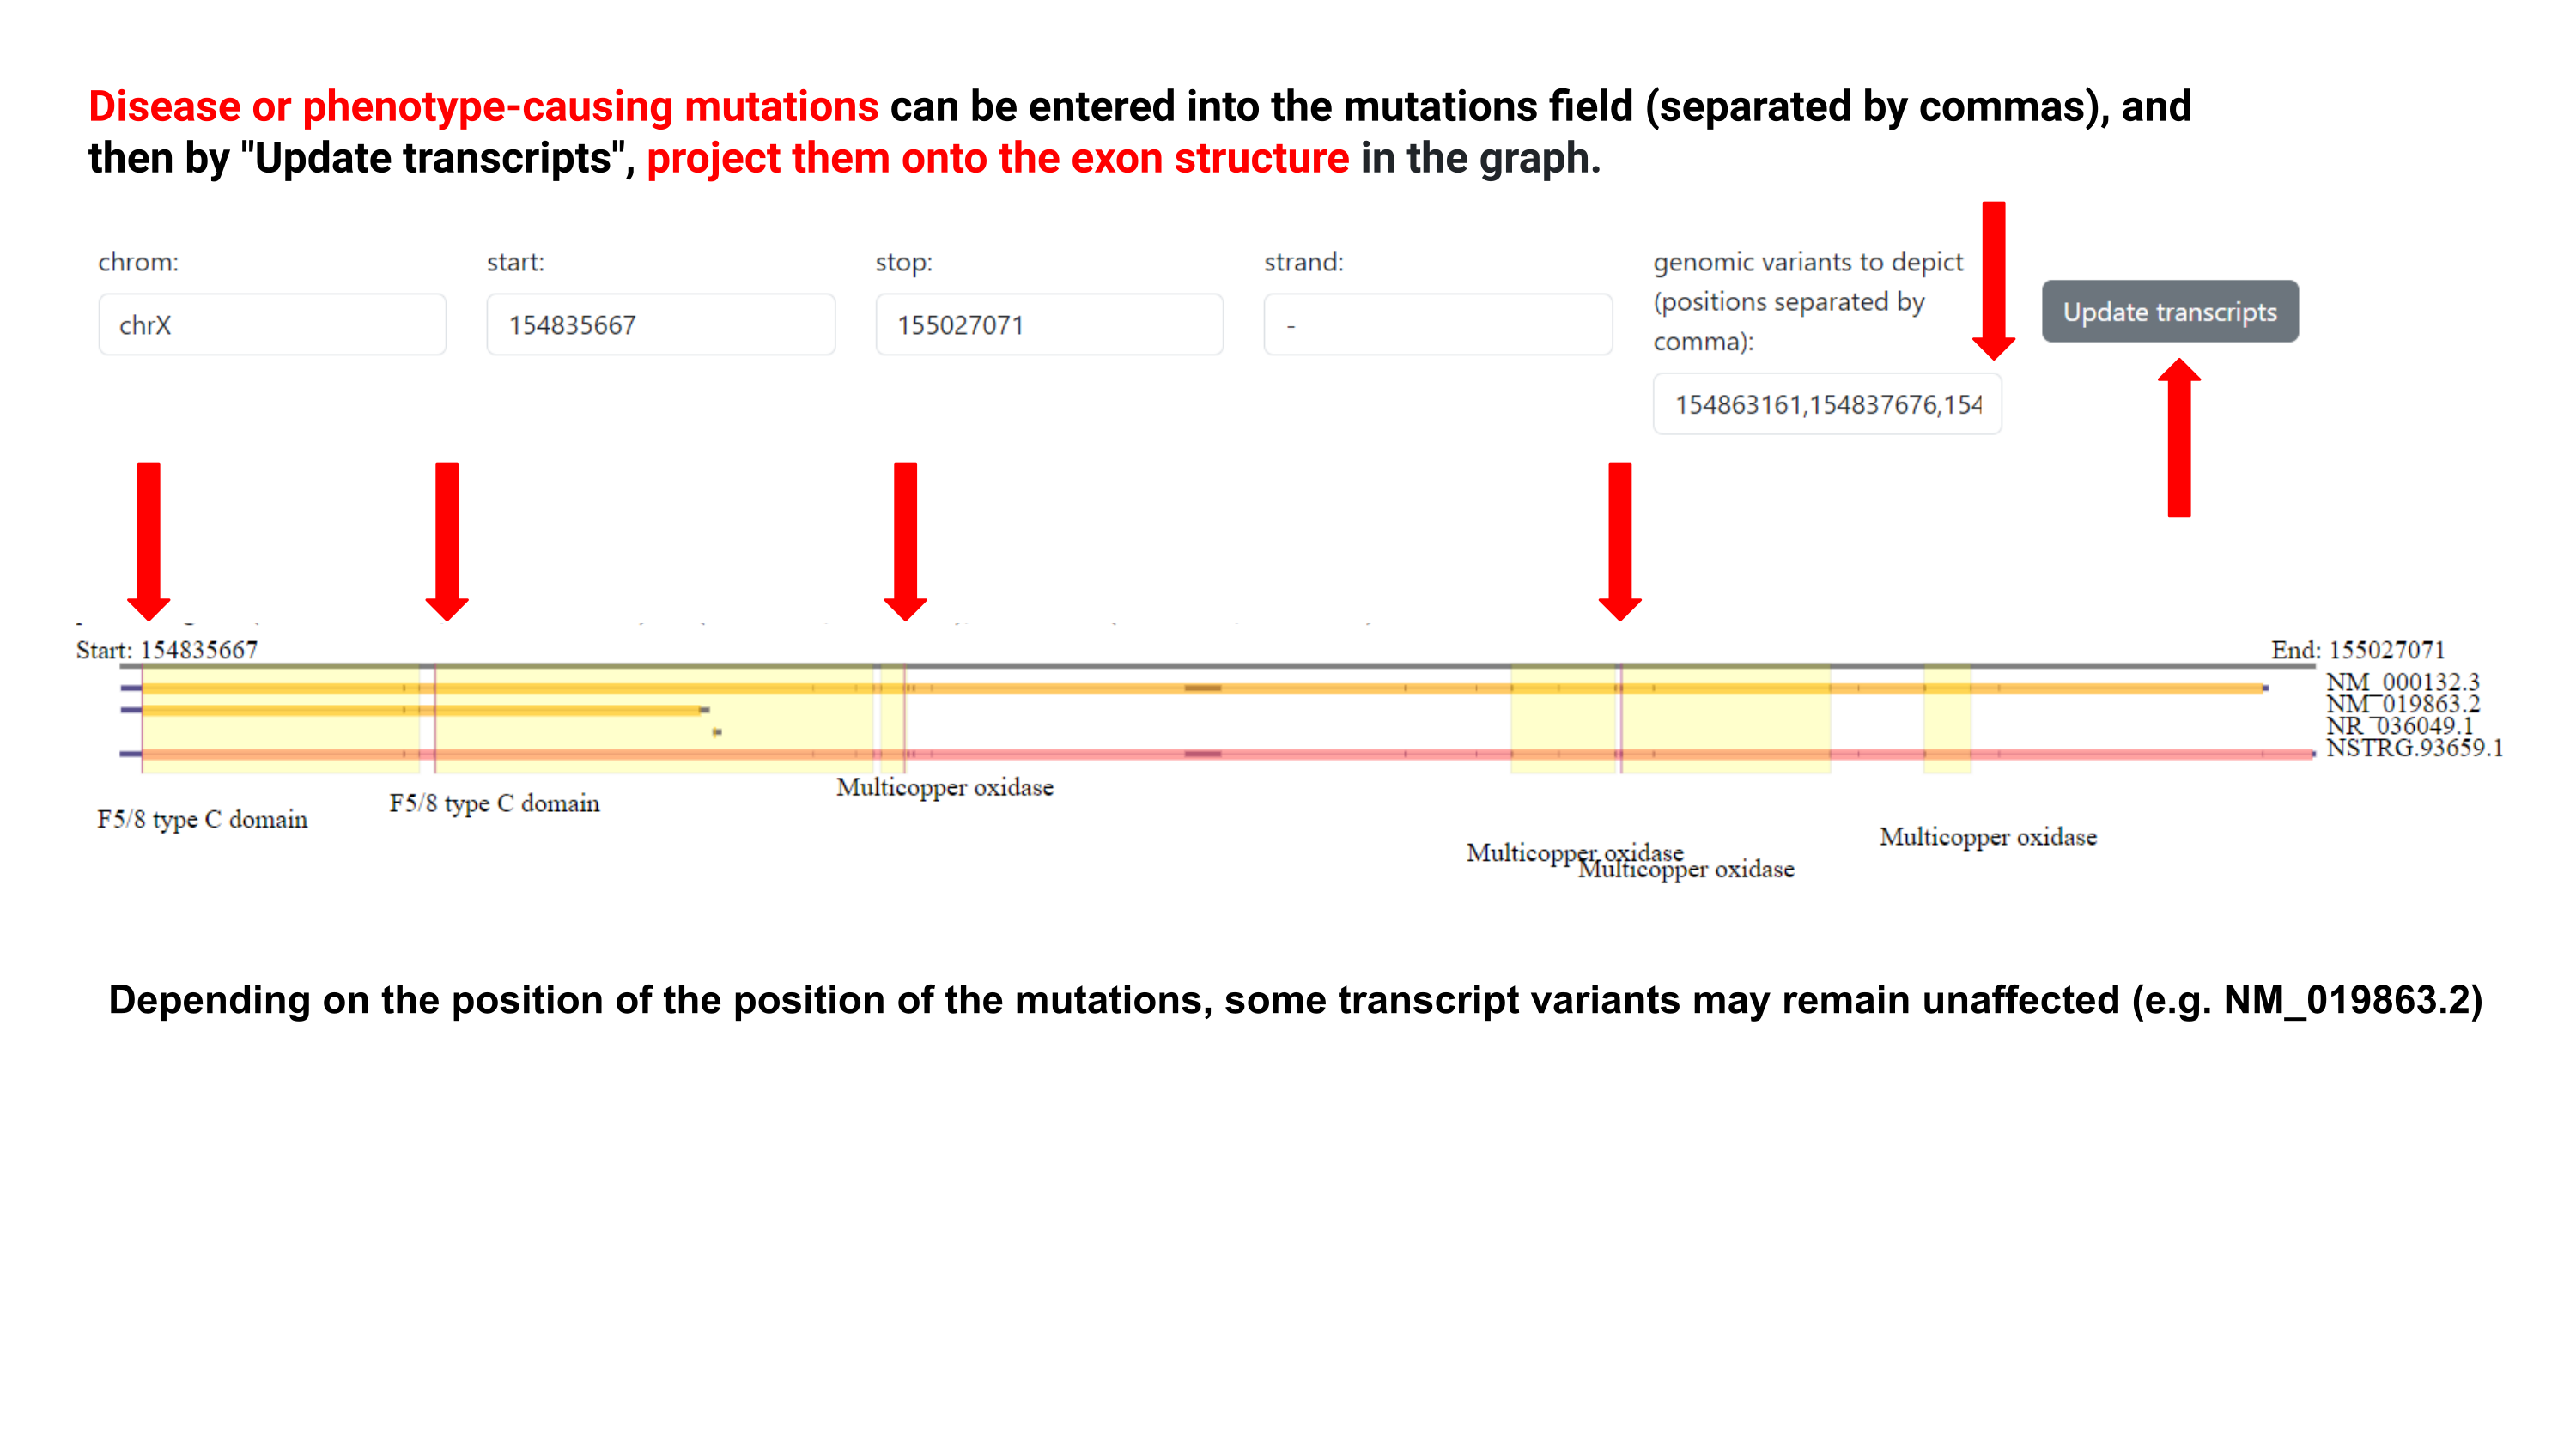 Disease or phenotype-causing mutations can be entered into the mutations field (separated by commas), and
then by "Update transcripts", project them onto the exon structure in the graph.
chrom:
start:
stop:
strand:
genomic variants to depict
(positions separated by
comma):
Update transcripts
chrX
154835667
155027071
-
154863161,154837676,154
Start: 154835667
End: 155027071
NM_000132.3
NM_019863.2
NR_036049.1
NSTRG.93659.1
Multicopper oxidase
F5/8 type C domain
F5/8 type C domain
Multicopper oxidase
Multicopper oxidase
Multicopper oxidase
Depending on the position of the position of the mutations, some transcript variants may remain unaffected (e.g. NM_019863.2)